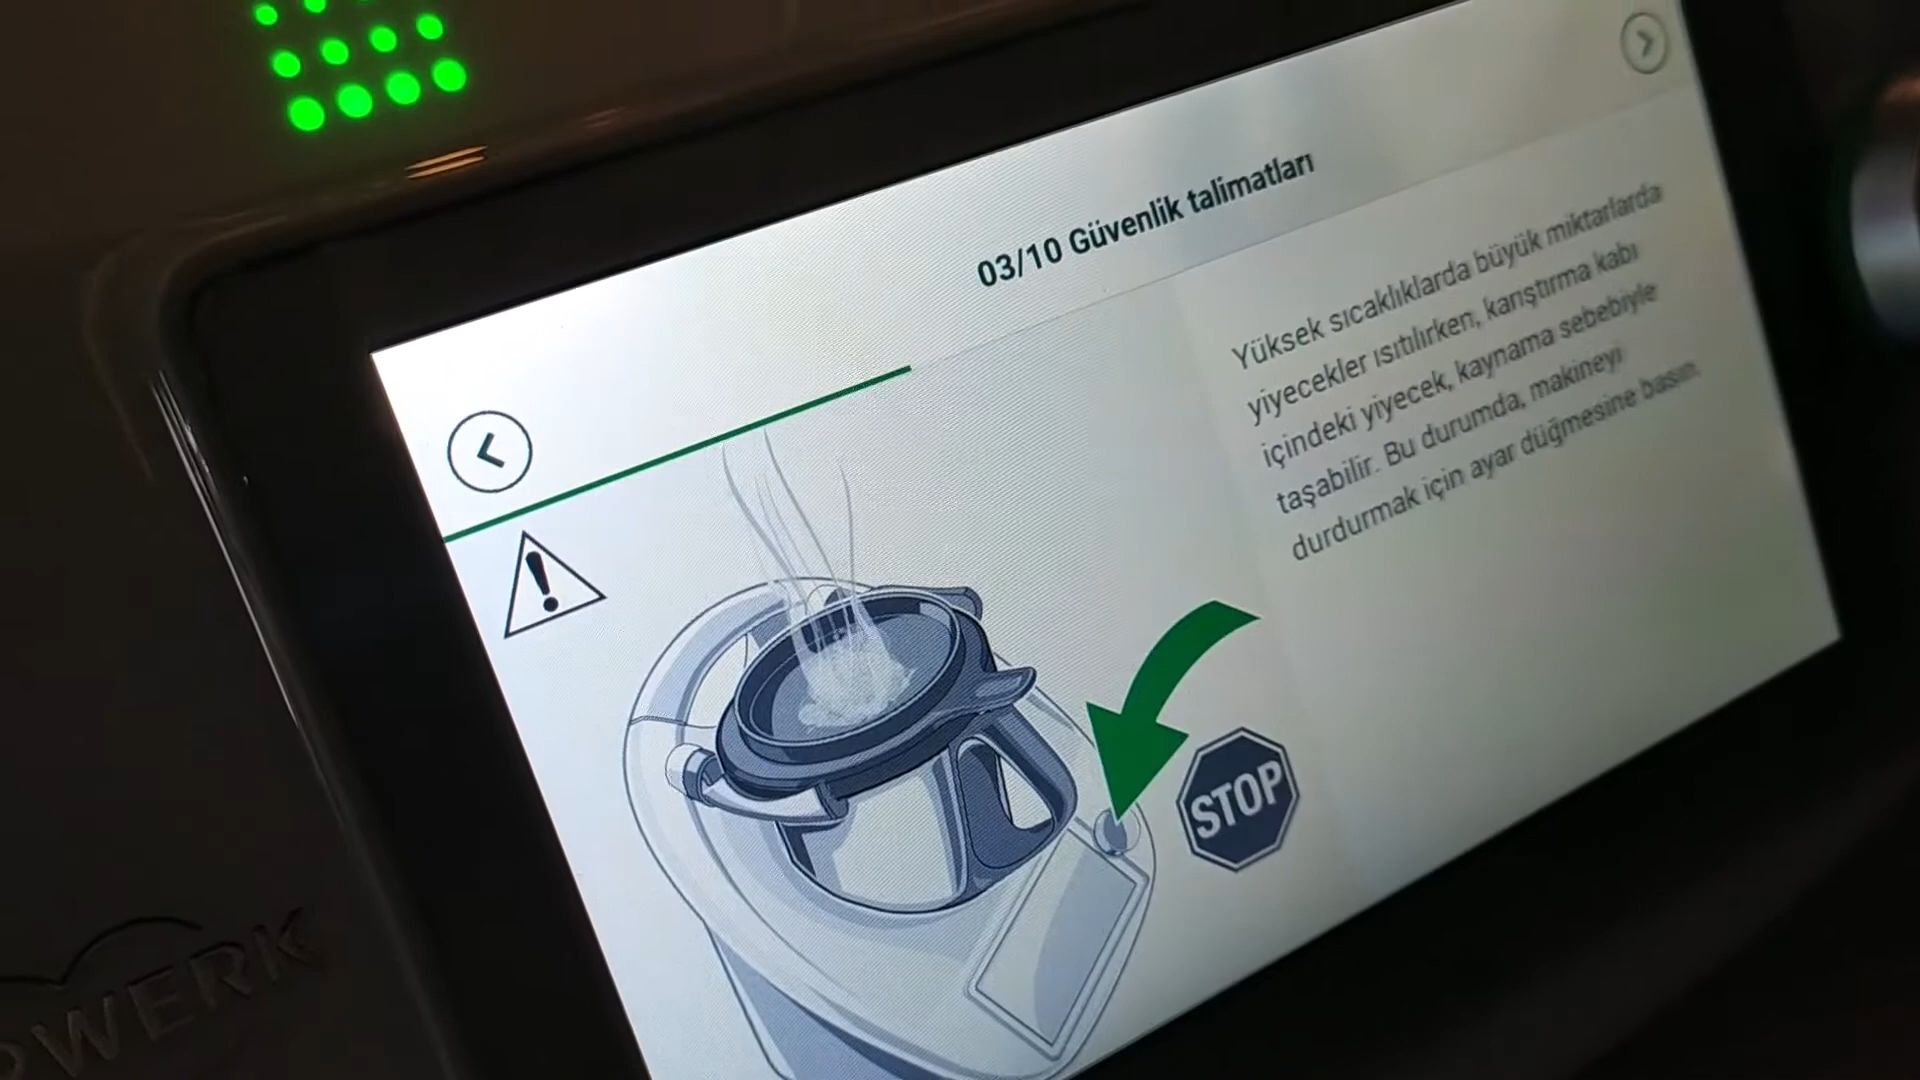 03/10 Güvenlik talimatları
Yüksek sıcaklıklarda büyük miktarlarda
yiyecekler ısıtılırken, karıştırma kabı
içindeki yiyecek, kaynama sebebiyle
taşabilir. Bu durumda, makineyi
durdurmak için ayar düğmesine basın.
STOP
RWERK